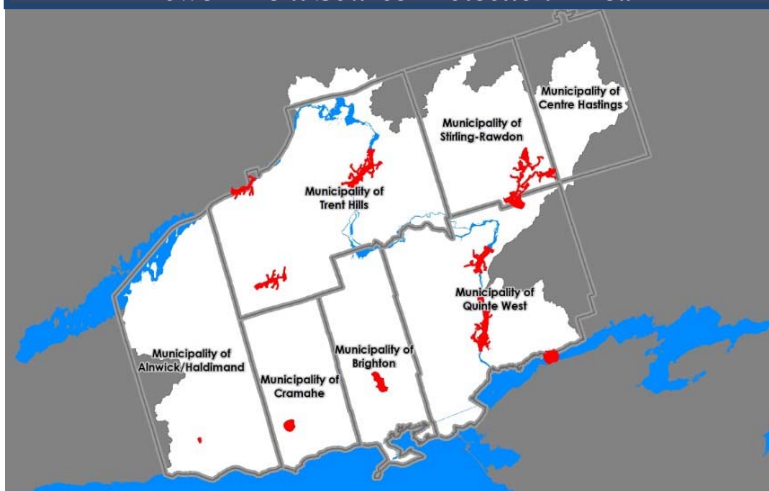 Municipality of
Centre Hastings
Municipality of
Stirling-Rawdon
Municipality of
Trent Hills
Municipality of
Quinte West
Municipality of
Alnwick/Haldimand
Municipality of
Brighton
Municipality of
Cramahe